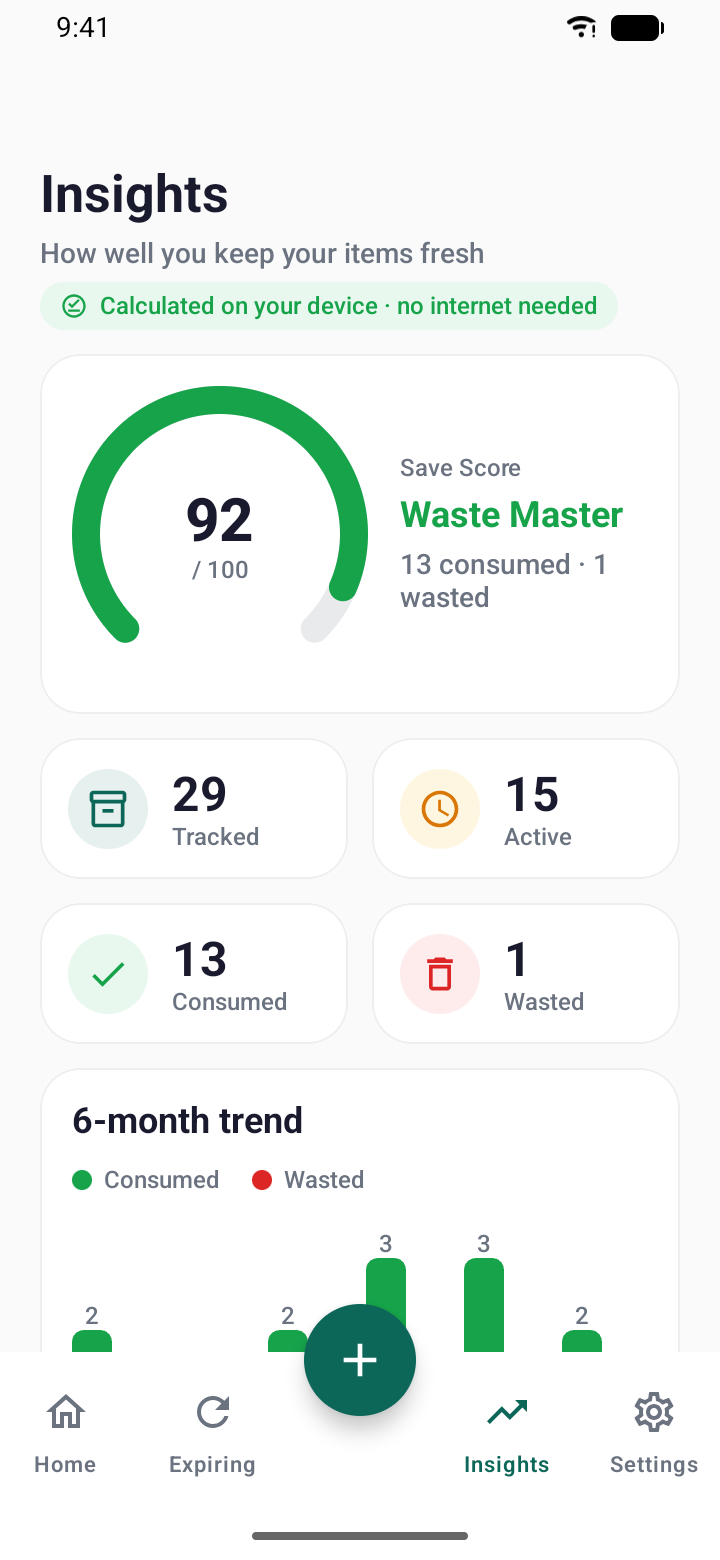 9:41
Insights
How well you keep your items fresh
Calculated on your device · no internet needed
92
/ 100
Save Score
Waste Master
13 consumed · 1
wasted
29
Tracked
15
Active
13
Consumed
1
Wasted
6-month trend
Consumed
Wasted
2
2
3
3
2
Home
Expiring
Insights
Settings